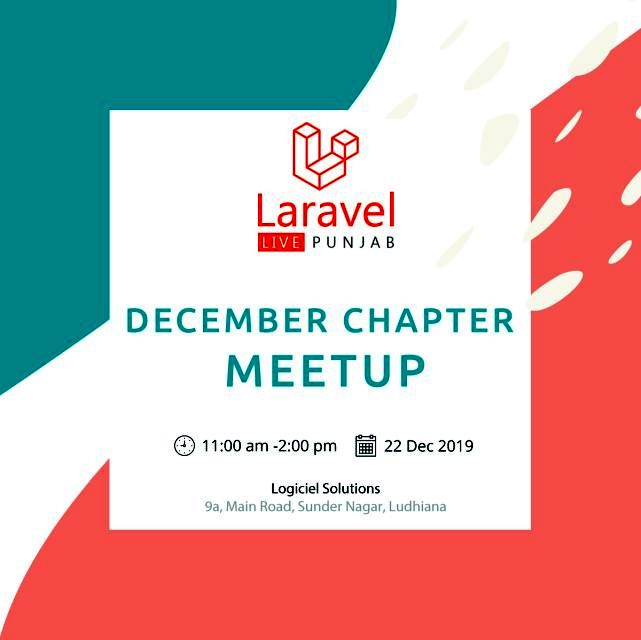 Laravel
LIVE PUNJAB
DECEMBER CHAPTER
MEETUP
11:00 am -2:00 pm 22 Dec 2019
Logiciel Solutions
9a, Main Road, Sunder Nagar, Ludhiana